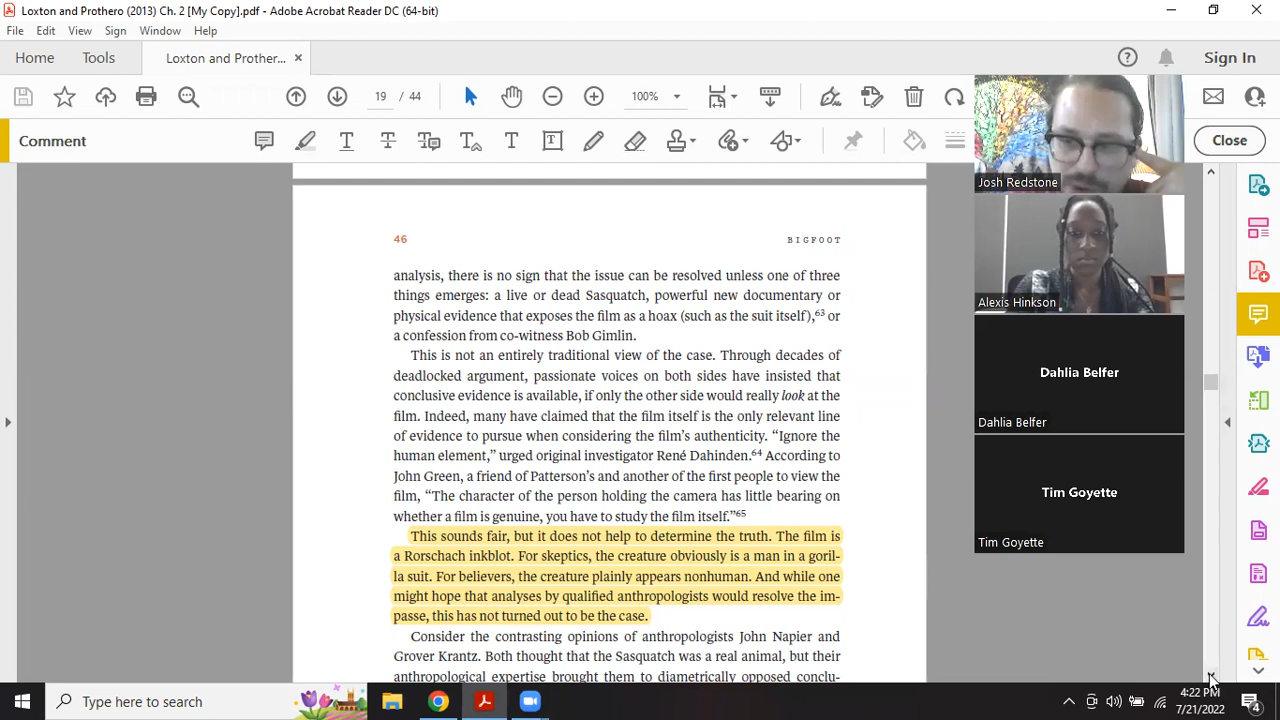 Loxton and Prothero (2013) Ch. 2 [My Copy].pdf - Adobe Acrobat Reader DC (64-bit)
File Edit View Sign Window Help
Home Tools Loxton and Prother... × Sign In
19 / 44 100%
Comment Close
46 BIGFOOT
analysis, there is no sign that the issue can be resolved unless one of three
things emerges: a live or dead Sasquatch, powerful new documentary or
physical evidence that exposes the film as a hoax (such as the suit itself),63 or
a confession from co-witness Bob Gimlin.
This is not an entirely traditional view of the case. Through decades of
deadlocked argument, passionate voices on both sides have insisted that
conclusive evidence is available, if only the other side would really look at the
film. Indeed, many have claimed that the film itself is the only relevant line
of evidence to pursue when considering the film's authenticity. “Ignore the
human element,” urged original investigator René Dahinden.64 According to
John Green, a friend of Patterson's and another of the first people to view the
film, “The character of the person holding the camera has little bearing on
whether a film is genuine, you have to study the film itself.”65
This sounds fair, but it does not help to determine the truth. The film is
a Rorschach inkblot. For skeptics, the creature obviously is a man in a goril-
la suit. For believers, the creature plainly appears nonhuman. And while one
might hope that analyses by qualified anthropologists would resolve the im-
passe, this has not turned out to be the case.
Consider the contrasting opinions of anthropologists John Napier and
Grover Krantz. Both thought that the Sasquatch was a real animal, but their
anthropological expertise brought them to diametrically opposed conclu-
Josh Redstone
Alexis Hinkson
Dahlia Belfer
Dahlia Belfer
Tim Goyette
Tim Goyette
Type here to search
4:22 PM
7/21/2022
4